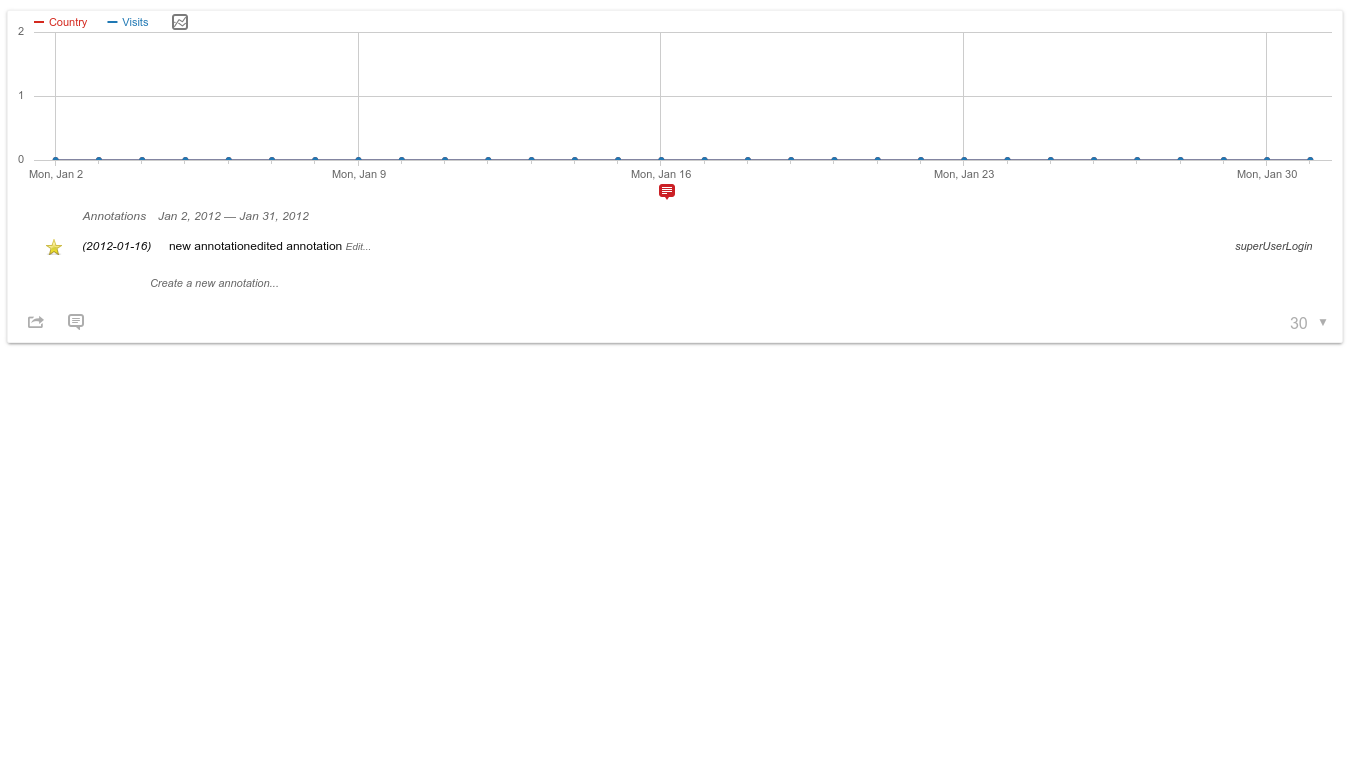 Country Visits
2
1
0
Mon, Jan 2 Mon, Jan 9 Mon, Jan 16 Mon, Jan 23 Mon, Jan 30
Annotations Jan 2, 2012 — Jan 31, 2012
(2012-01-16) new annotationedited annotation Edit... superUserLogin
Create a new annotation...
30